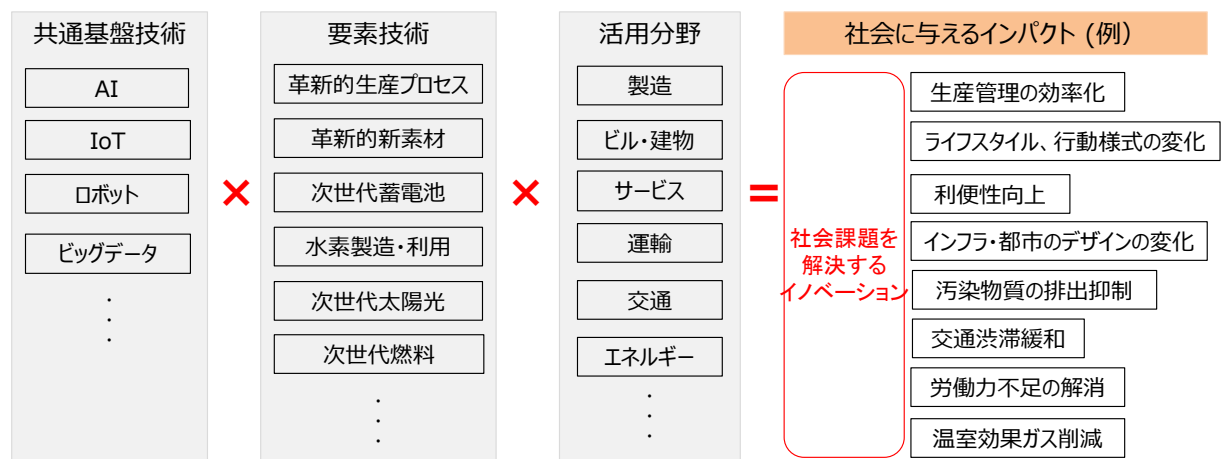 共通基盤技術
AI
IoT
ロボット
ビッグデータ
・
・
・
×
要素技術
革新的生産プロセス
革新的新素材
次世代蓄電池
水素製造・利用
次世代太陽光
次世代燃料
・
・
・
×
活用分野
製造
ビル・建物
サービス
運輸
交通
エネルギー
・
・
・
=
社会に与えるインパクト (例)
社会課題を
解決する
イノベーション
生産管理の効率化
ライフスタイル、行動様式の変化
利便性向上
インフラ・都市のデザインの変化
汚染物質の排出抑制
交通渋滞緩和
労働力不足の解消
温室効果ガス削減